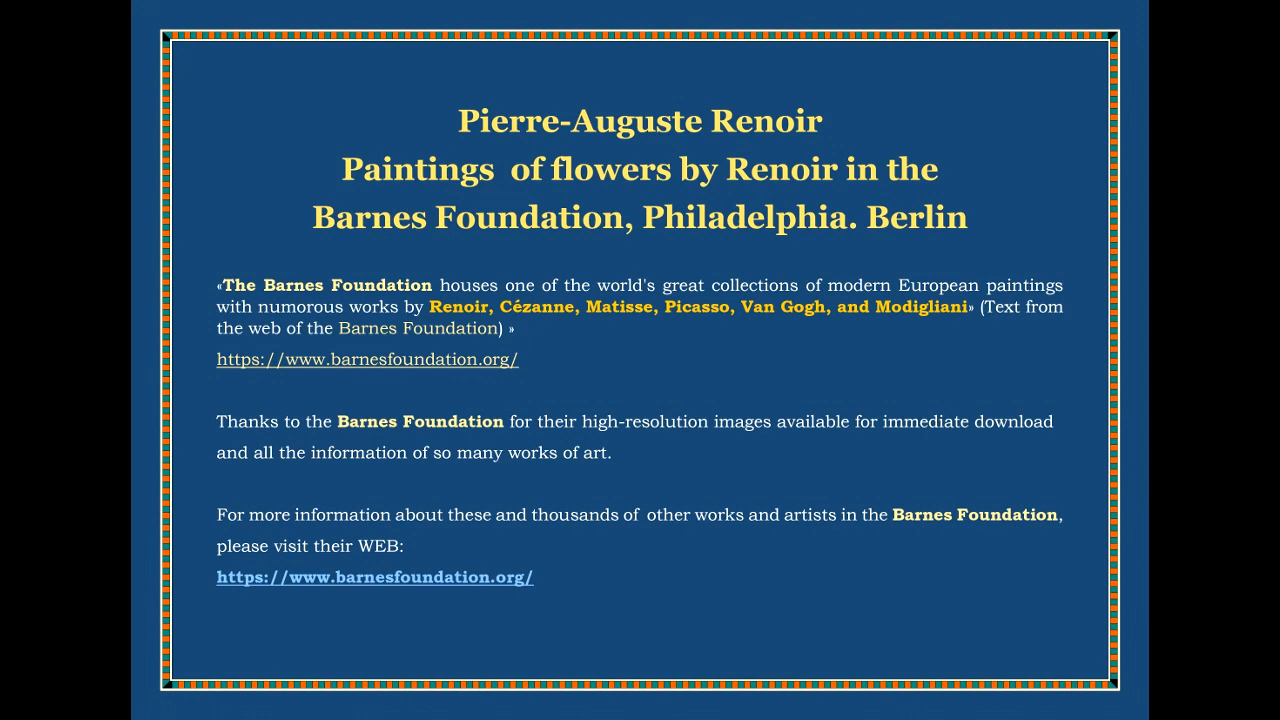 Pierre-Auguste Renoir
Paintings  of flowers by Renoir in the
Barnes Foundation, Philadelphia. Berlin
«The Barnes Foundation houses one of the world's great collections of modern European paintings
with numorous works by Renoir, Cézanne, Matisse, Picasso, Van Gogh, and Modigliani» (Text from
the web of the Barnes Foundation) »
https://www.barnesfoundation.org/
Thanks to the Barnes Foundation for their high-resolution images available for immediate download
and all the information of so many works of art.
For more information about these and thousands of  other works and artists in the Barnes Foundation,
please visit their WEB:
https://www.barnesfoundation.org/